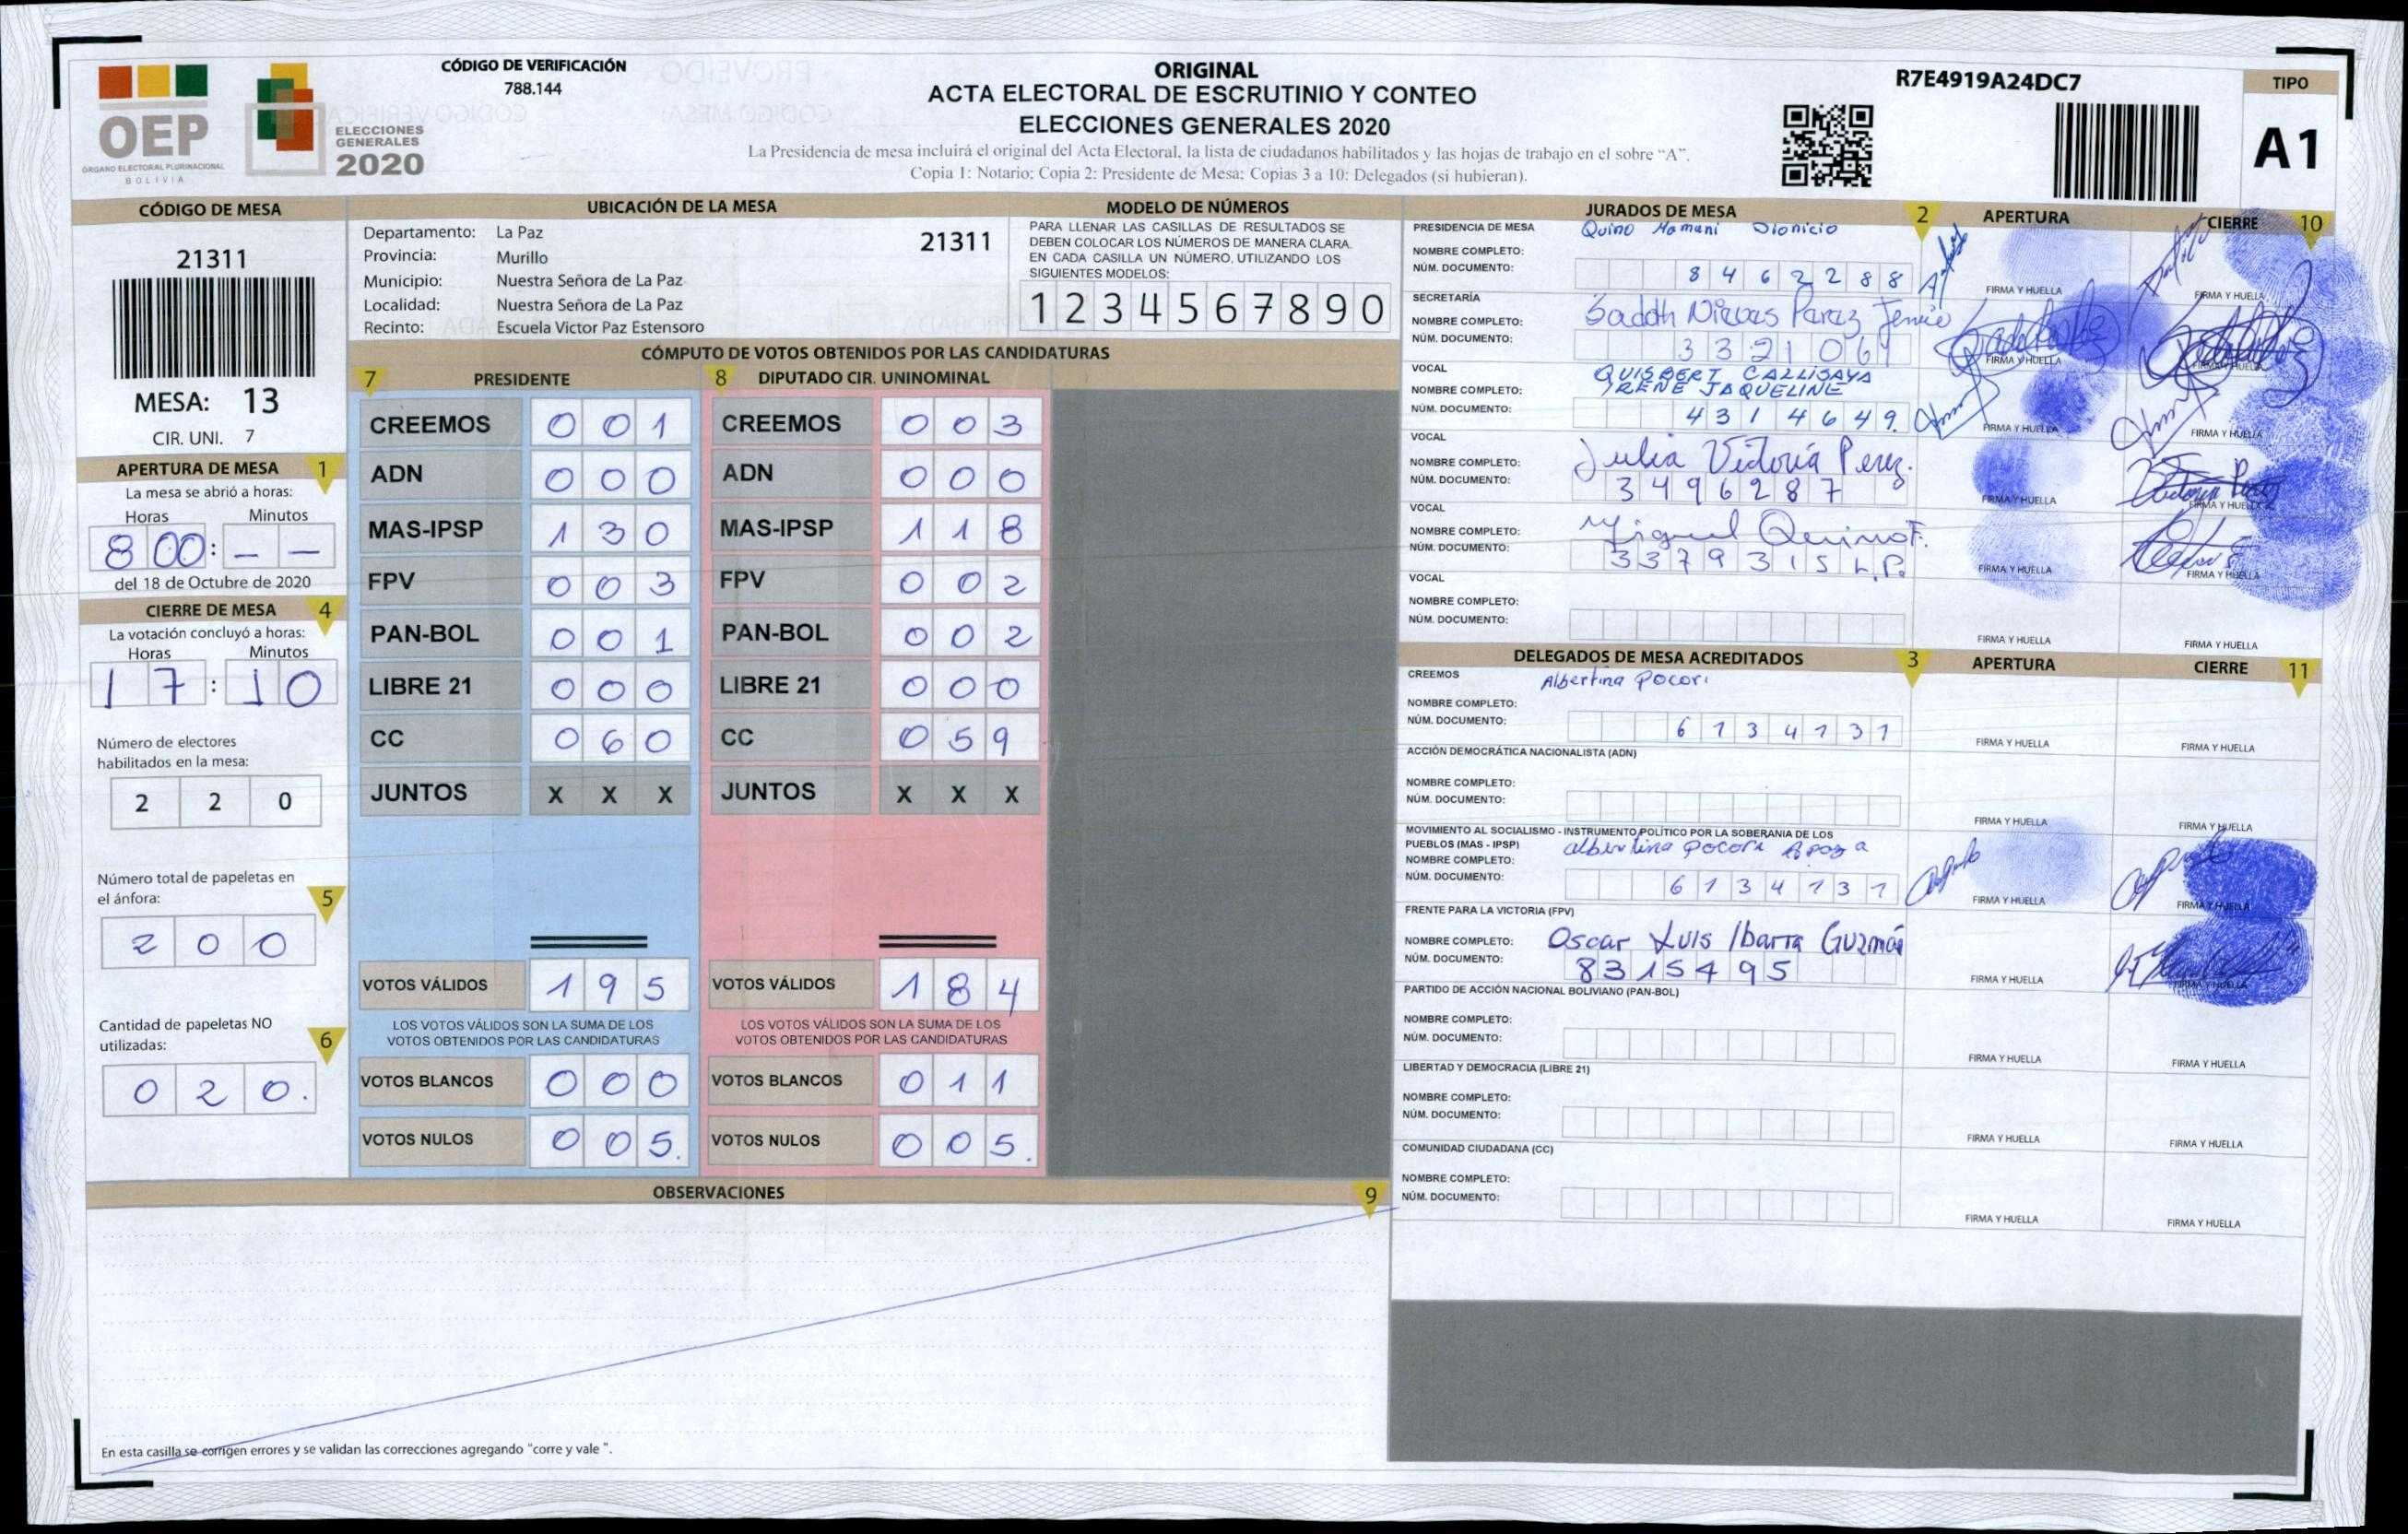 OEP
ÓRGANO ELECTORAL PLURINACIONAL
BOLIVIA
ELECCIONES
GENERALES
2020
CÓDIGO DE VERIFICACIÓN
788.144
ORIGINAL
ACTA ELECTORAL DE ESCRUTINIO Y CONTEO
ELECCIONES GENERALES 2020
La Presidencia de mesa incluirá el original del Acta Electoral, la lista de ciudadanos habilitados y las hojas de trabajo en el sobre “A”.
Copia 1: Notario; Copia 2: Presidente de Mesa; Copias 3 a 10: Delegados (si hubieran).
R7E4919A24DC7
TIPO
A1
CÓDIGO DE MESA
21311
MESA: 13
CIR. UNI. 7
APERTURA DE MESA 1
La mesa se abrió a horas:
Horas Minutos
8 00 : – –
del 18 de Octubre de 2020
CIERRE DE MESA 4
La votación concluyó a horas:
Horas Minutos
1 7 : 1 0
Número de electores
habilitados en la mesa:
2 2 0
Número total de papeletas en
el ánfora: 5
2 0 0
Cantidad de papeletas NO
utilizadas: 6
0 2 0.
UBICACIÓN DE LA MESA
Departamento: La Paz 21311
Provincia: Murillo
Municipio: Nuestra Señora de La Paz
Localidad: Nuestra Señora de La Paz
Recinto: Escuela Victor Paz Estensoro
MODELO DE NÚMEROS
PARA LLENAR LAS CASILLAS DE RESULTADOS SE
DEBEN COLOCAR LOS NÚMEROS DE MANERA CLARA.
EN CADA CASILLA UN NÚMERO, UTILIZANDO LOS
SIGUIENTES MODELOS:
1 2 3 4 5 6 7 8 9 0
CÓMPUTO DE VOTOS OBTENIDOS POR LAS CANDIDATURAS
7 PRESIDENTE
CREEMOS 0 0 1
ADN 0 0 0
MAS-IPSP 1 3 0
FPV 0 0 3
PAN-BOL 0 0 1
LIBRE 21 0 0 0
CC 0 6 0
JUNTOS X X X
VOTOS VÁLIDOS 1 9 5
LOS VOTOS VÁLIDOS SON LA SUMA DE LOS
VOTOS OBTENIDOS POR LAS CANDIDATURAS
VOTOS BLANCOS 0 0 0
VOTOS NULOS 0 0 5.
8 DIPUTADO CIR. UNINOMINAL
CREEMOS 0 0 3
ADN 0 0 0
MAS-IPSP 1 1 8
FPV 0 0 2
PAN-BOL 0 0 2
LIBRE 21 0 0 0
CC 0 5 9
JUNTOS X X X
VOTOS VÁLIDOS 1 8 4
LOS VOTOS VÁLIDOS SON LA SUMA DE LOS
VOTOS OBTENIDOS POR LAS CANDIDATURAS
VOTOS BLANCOS 0 1 1
VOTOS NULOS 0 0 5.
OBSERVACIONES 9
En esta casilla se corrigen errores y se validan las correcciones agregando "corre y vale ".
JURADOS DE MESA 2 APERTURA CIERRE 10
PRESIDENCIA DE MESA Quino Mamani Dionicio
NOMBRE COMPLETO:
NÚM. DOCUMENTO: 8 4 6 2 2 8 8
FIRMA Y HUELLA FIRMA Y HUELLA
SECRETARÍA
NOMBRE COMPLETO: Jenie
NÚM. DOCUMENTO: 3 3 2 1 0 6 1
FIRMA Y HUELLA FIRMA Y HUELLA
VOCAL QUISBERT CALLISAYA
NOMBRE COMPLETO: IRENE JAQUELINE
NÚM. DOCUMENTO: 4 3 1 4 6 4 9.
FIRMA Y HUELLA FIRMA Y HUELLA
VOCAL
NOMBRE COMPLETO: Julia Victoria Perez.
NÚM. DOCUMENTO: 3 4 9 6 2 8 7
FIRMA Y HUELLA FIRMA Y HUELLA
VOCAL
NOMBRE COMPLETO: Miguel Quino F.
NÚM. DOCUMENTO: 3 3 7 9 3 1 5 L.P.
FIRMA Y HUELLA FIRMA Y HUELLA
VOCAL
NOMBRE COMPLETO:
NÚM. DOCUMENTO:
FIRMA Y HUELLA FIRMA Y HUELLA
DELEGADOS DE MESA ACREDITADOS 3 APERTURA CIERRE 11
CREEMOS Albertina Pocori
NOMBRE COMPLETO:
NÚM. DOCUMENTO: 6 1 3 4 1 3 1
FIRMA Y HUELLA FIRMA Y HUELLA
ACCIÓN DEMOCRÁTICA NACIONALISTA (ADN)
NOMBRE COMPLETO:
NÚM. DOCUMENTO:
FIRMA Y HUELLA FIRMA Y HUELLA
MOVIMIENTO AL SOCIALISMO - INSTRUMENTO POLÍTICO POR LA SOBERANIA DE LOS
PUEBLOS (MAS - IPSP) Albertina Pocori Apaza
NOMBRE COMPLETO:
NÚM. DOCUMENTO: 6 1 3 4 1 3 1
FIRMA Y HUELLA FIRMA Y HUELLA
FRENTE PARA LA VICTORIA (FPV)
NOMBRE COMPLETO: Oscar Luis Ibarra Guzmán
NÚM. DOCUMENTO: 8 3 1 5 4 9 5
FIRMA Y HUELLA FIRMA Y HUELLA
PARTIDO DE ACCIÓN NACIONAL BOLIVIANO (PAN-BOL)
NOMBRE COMPLETO:
NÚM. DOCUMENTO:
FIRMA Y HUELLA FIRMA Y HUELLA
LIBERTAD Y DEMOCRACIA (LIBRE 21)
NOMBRE COMPLETO:
NÚM. DOCUMENTO:
FIRMA Y HUELLA FIRMA Y HUELLA
COMUNIDAD CIUDADANA (CC)
NOMBRE COMPLETO:
NÚM. DOCUMENTO:
FIRMA Y HUELLA FIRMA Y HUELLA